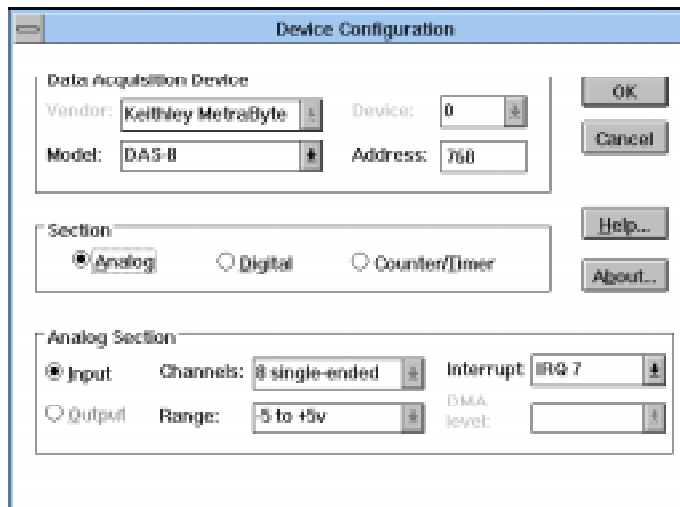 Device Configuration
Data Acquisition Device
Vendor: Keithley MetraByte Device: 0
Model: DAS-8 Address: 768
OK
Cancel
Section
Analog Digital Counter/Timer
Help...
About...
Analog Section
Input Channels: 8 single-ended Interrupt IRQ 7
Output Range: -5 to +5v DMA level: